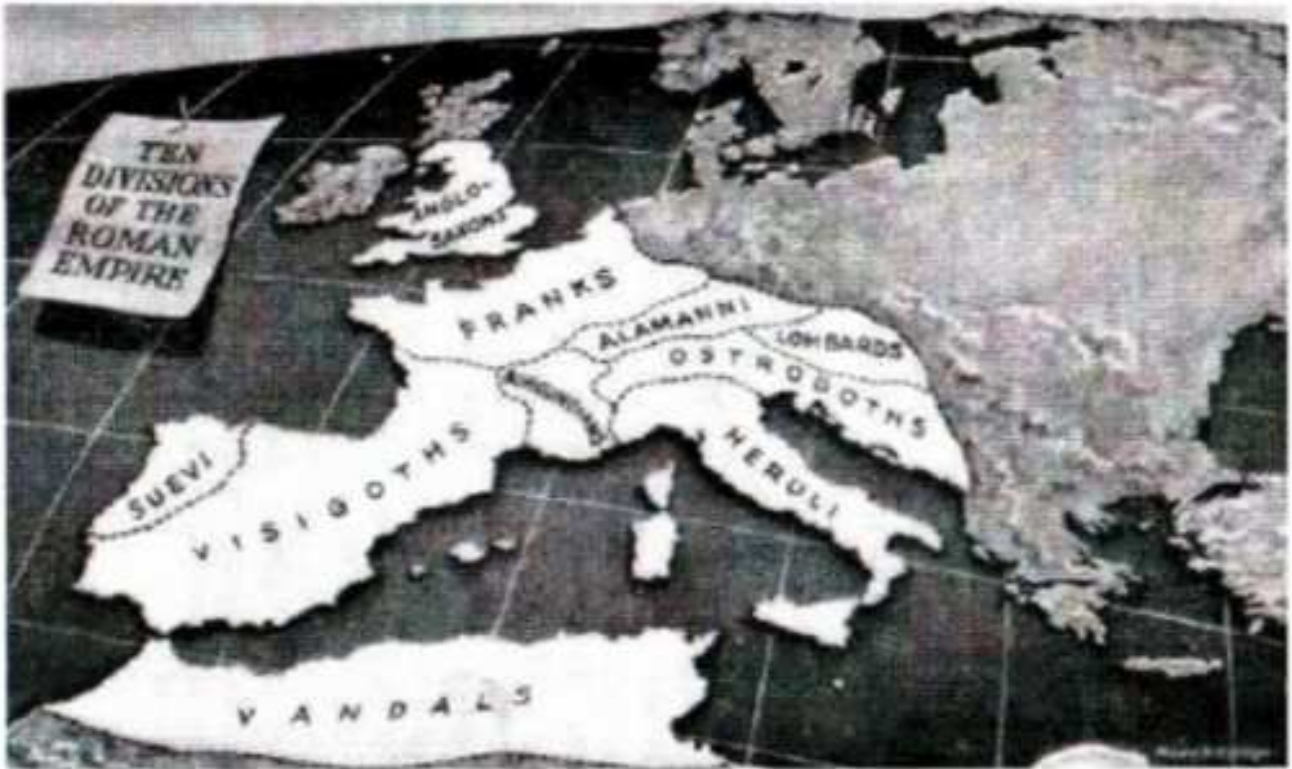 TEN
DIVISIONS
OF THE
ROMAN
EMPIRE
ANGLO-
SAXONS
FRANKS
ALAMANNI
LOMBARDS
OSTROGOTHS
HERULI
SUEVI
VISIGOTHS
VANDALS